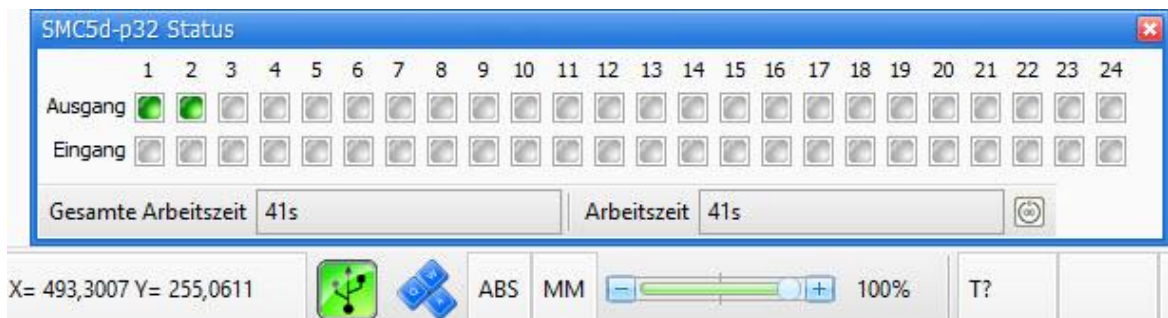 SMC5d-p32 Status
1 2 3 4 5 6 7 8 9 10 11 12 13 14 15 16 17 18 19 20 21 22 23 24
Ausgang
Eingang
Gesamte Arbeitszeit 41s Arbeitszeit 41s
X= 493,3007 Y= 255,0611 ABS MM 100% T?